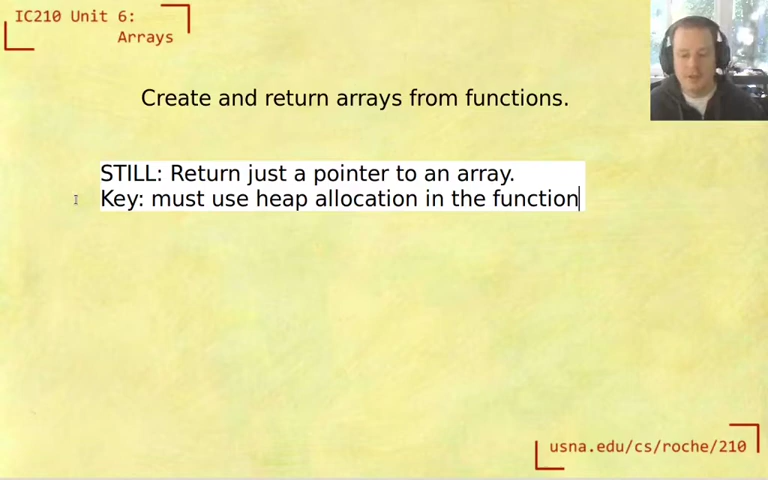 IC210 Unit 6:
Arrays
Create and return arrays from functions.
STILL: Return just a pointer to an array.
Key: must use heap allocation in the function
usna.edu/cs/roche/210